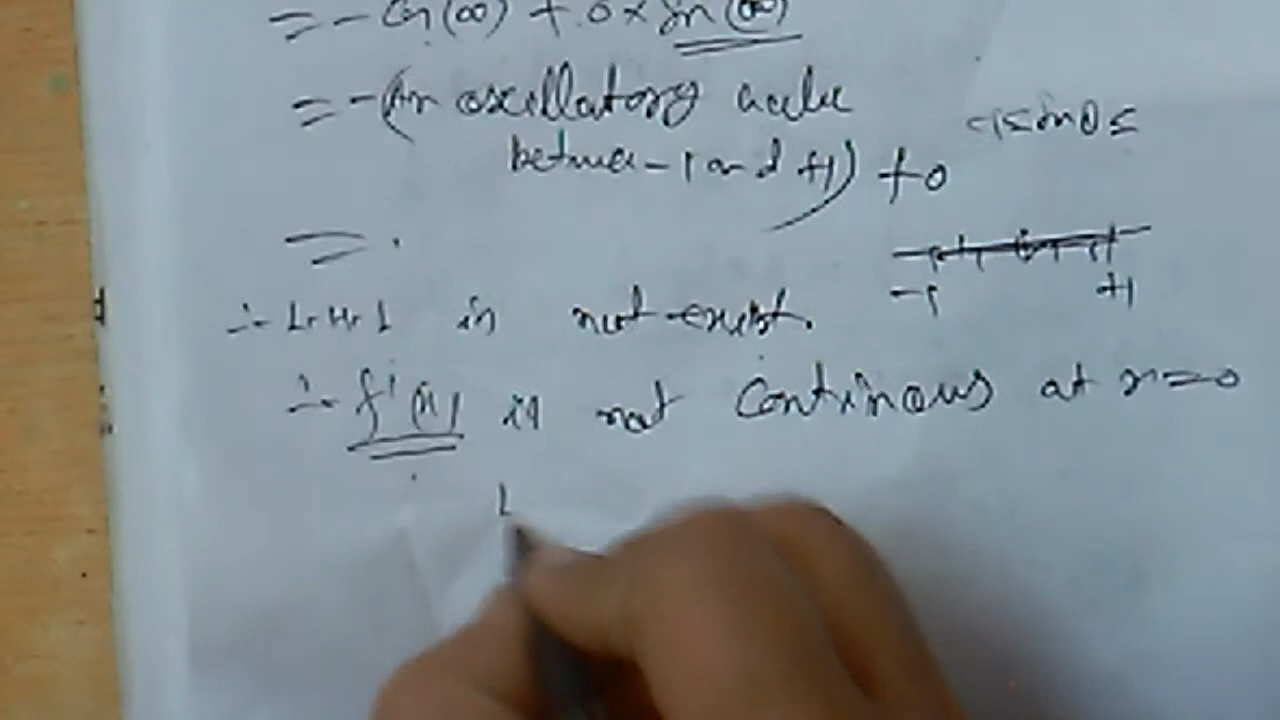 = - Cos(∞) + 0 × sin(∞)
= - (An oscillatory value
-1 ≤ sin θ ≤
between -1 and +1) + 0
=
-1 +1
∴ L.H.L is not exist.
∴ f'(x) is not Continous at x = 0
L